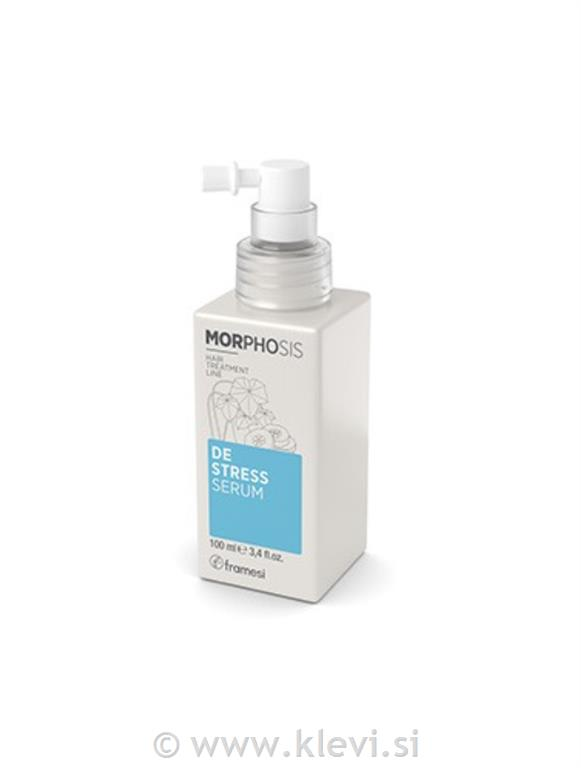 MORPHOSIS
HAIR
TREATMENT
LINE
DE
STRESS
SERUM
100 ml ℮ 3,4 fl.oz.
framesi
© www.klevi.si